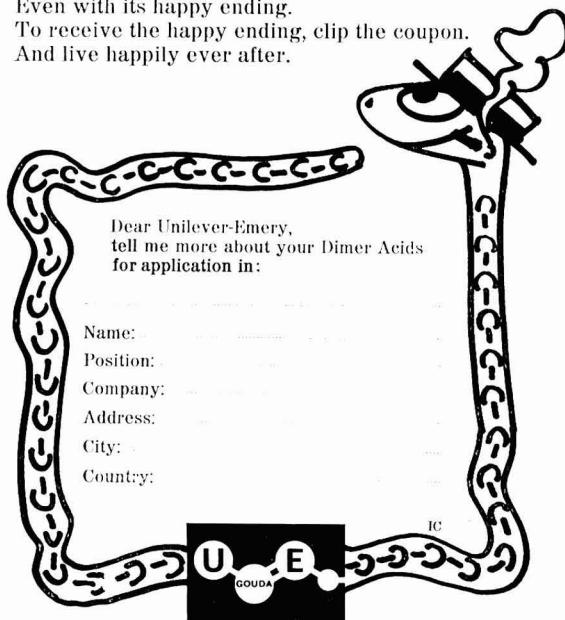 Even with its happy ending.
To receive the happy ending, clip the coupon.
And live happily ever after.
Dear Unilever-Emery,
tell me more about your Dimer Acids
for application in:
Name:
Position:
Company:
Address:
City:
Country:
IC
U E
GOUDA